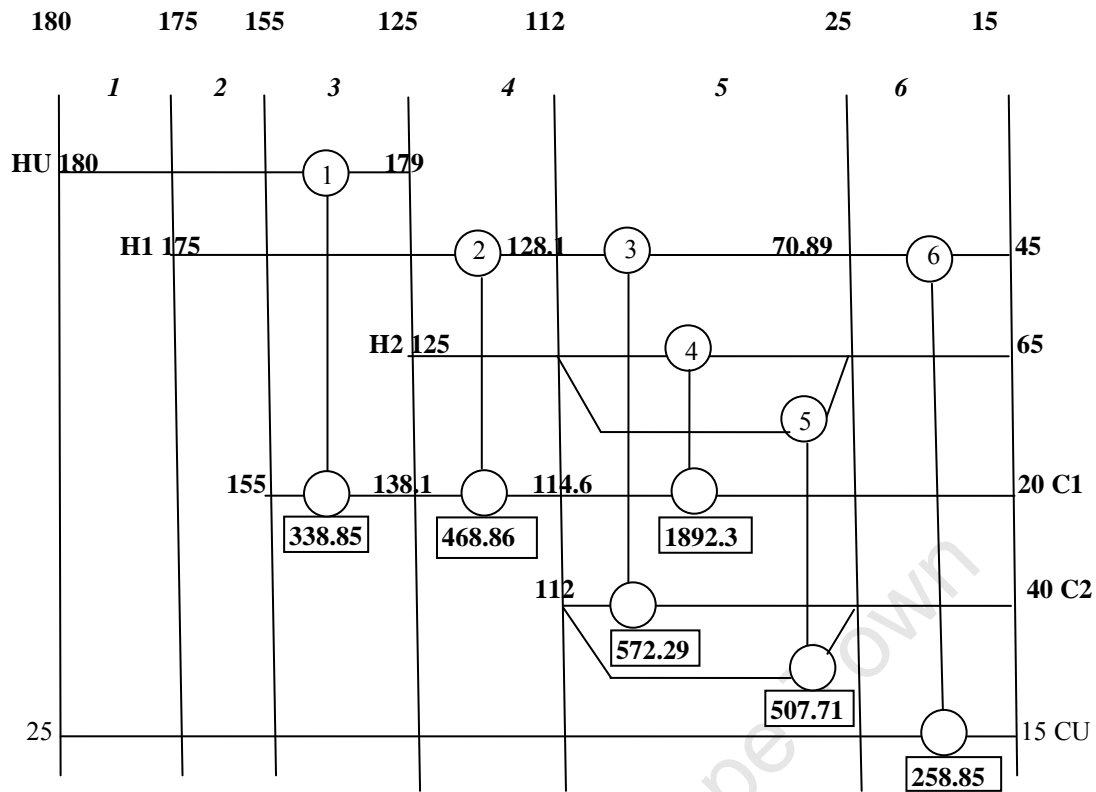 180 175 155 125 112 25 15
1 2 3 4 5 6
HU 180 1 179
H1 175 2 128.1 3 70.89 6 45
H2 125 4 65
5
155 138.1 114.6 20 C1
338.85 468.86 1892.3
112 40 C2
572.29
507.71
25 15 CU
258.85
pe Town